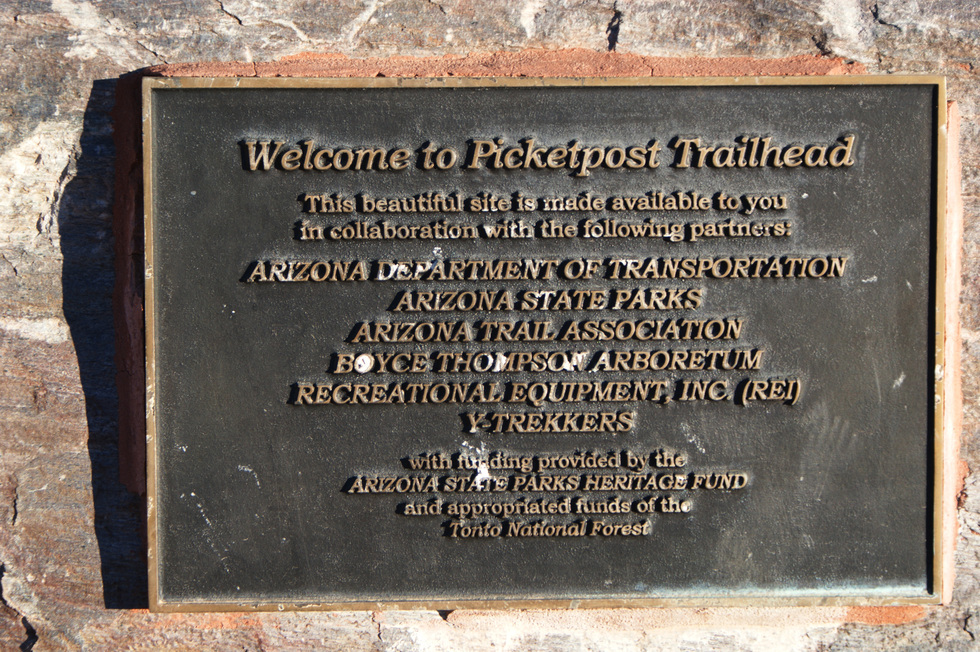 Welcome to Picketpost Trailhead
This beautiful site is made available to you
in collaboration with the following partners:
ARIZONA DEPARTMENT OF TRANSPORTATION
ARIZONA STATE PARKS
ARIZONA TRAIL ASSOCIATION
BOYCE THOMPSON ARBORETUM
RECREATIONAL EQUIPMENT, INC. (REI)
Y-TREKKERS
with funding provided by the
ARIZONA STATE PARKS HERITAGE FUND
and appropriated funds of the
Tonto National Forest